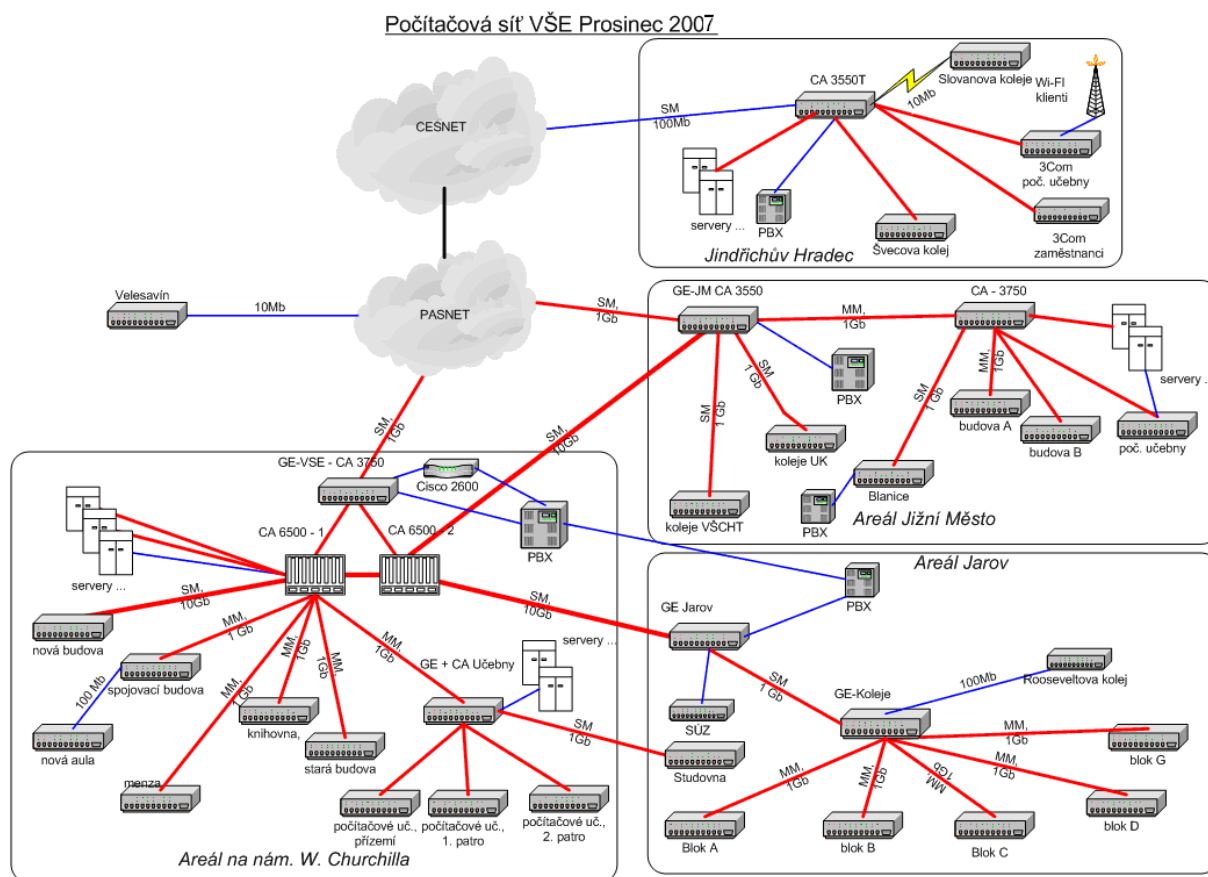 Počítačová síť VŠE Prosinec 2007
CESNET
SM
100Mb
CA 3550T
10Mb
Slovanova koleje
Wi-FI
klienti
3Com
poč. učebny
servery ...
PBX
Švecova kolej
3Com
zaměstnanci
Jindřichův Hradec
Velesavín
10Mb
PASNET
SM,
1Gb
GE-JM CA 3550
MM,
1Gb
CA - 3750
servery ...
PBX
SM
1 Gb
SM
1 Gb
SM
1 Gb
MM,
1Gb
budova A
budova B
poč. učebny
koleje UK
Blanice
koleje VŠCHT
PBX
Areál Jižní Město
SM,
1Gb
SM,
10Gb
GE-VSE - CA 3750
Cisco 2600
CA 6500 - 1
CA 6500 - 2
PBX
servery ...
SM,
10Gb
nová budova
MM,
1 Gb
spojovací budova
100 Mb
nová aula
MM,
1 Gb
menza
MM,
1Gb
knihovna,
MM,
1Gb
stará budova
MM,
1Gb
GE + CA Učebny
servery ...
SM
1Gb
Studovna
počítačové uč.,
přízemí
počítačové uč.,
1. patro
počítačové uč.,
2. patro
Areál na nám. W. Churchilla
SM,
10Gb
Areál Jarov
PBX
GE Jarov
SÚZ
SM
1 Gb
GE-Koleje
100Mb
Rooseveltova kolej
MM,
1Gb
blok G
MM,
1Gb
blok D
MM,
1Gb
Blok A
MM,
1Gb
blok B
MM
1Gb
Blok C